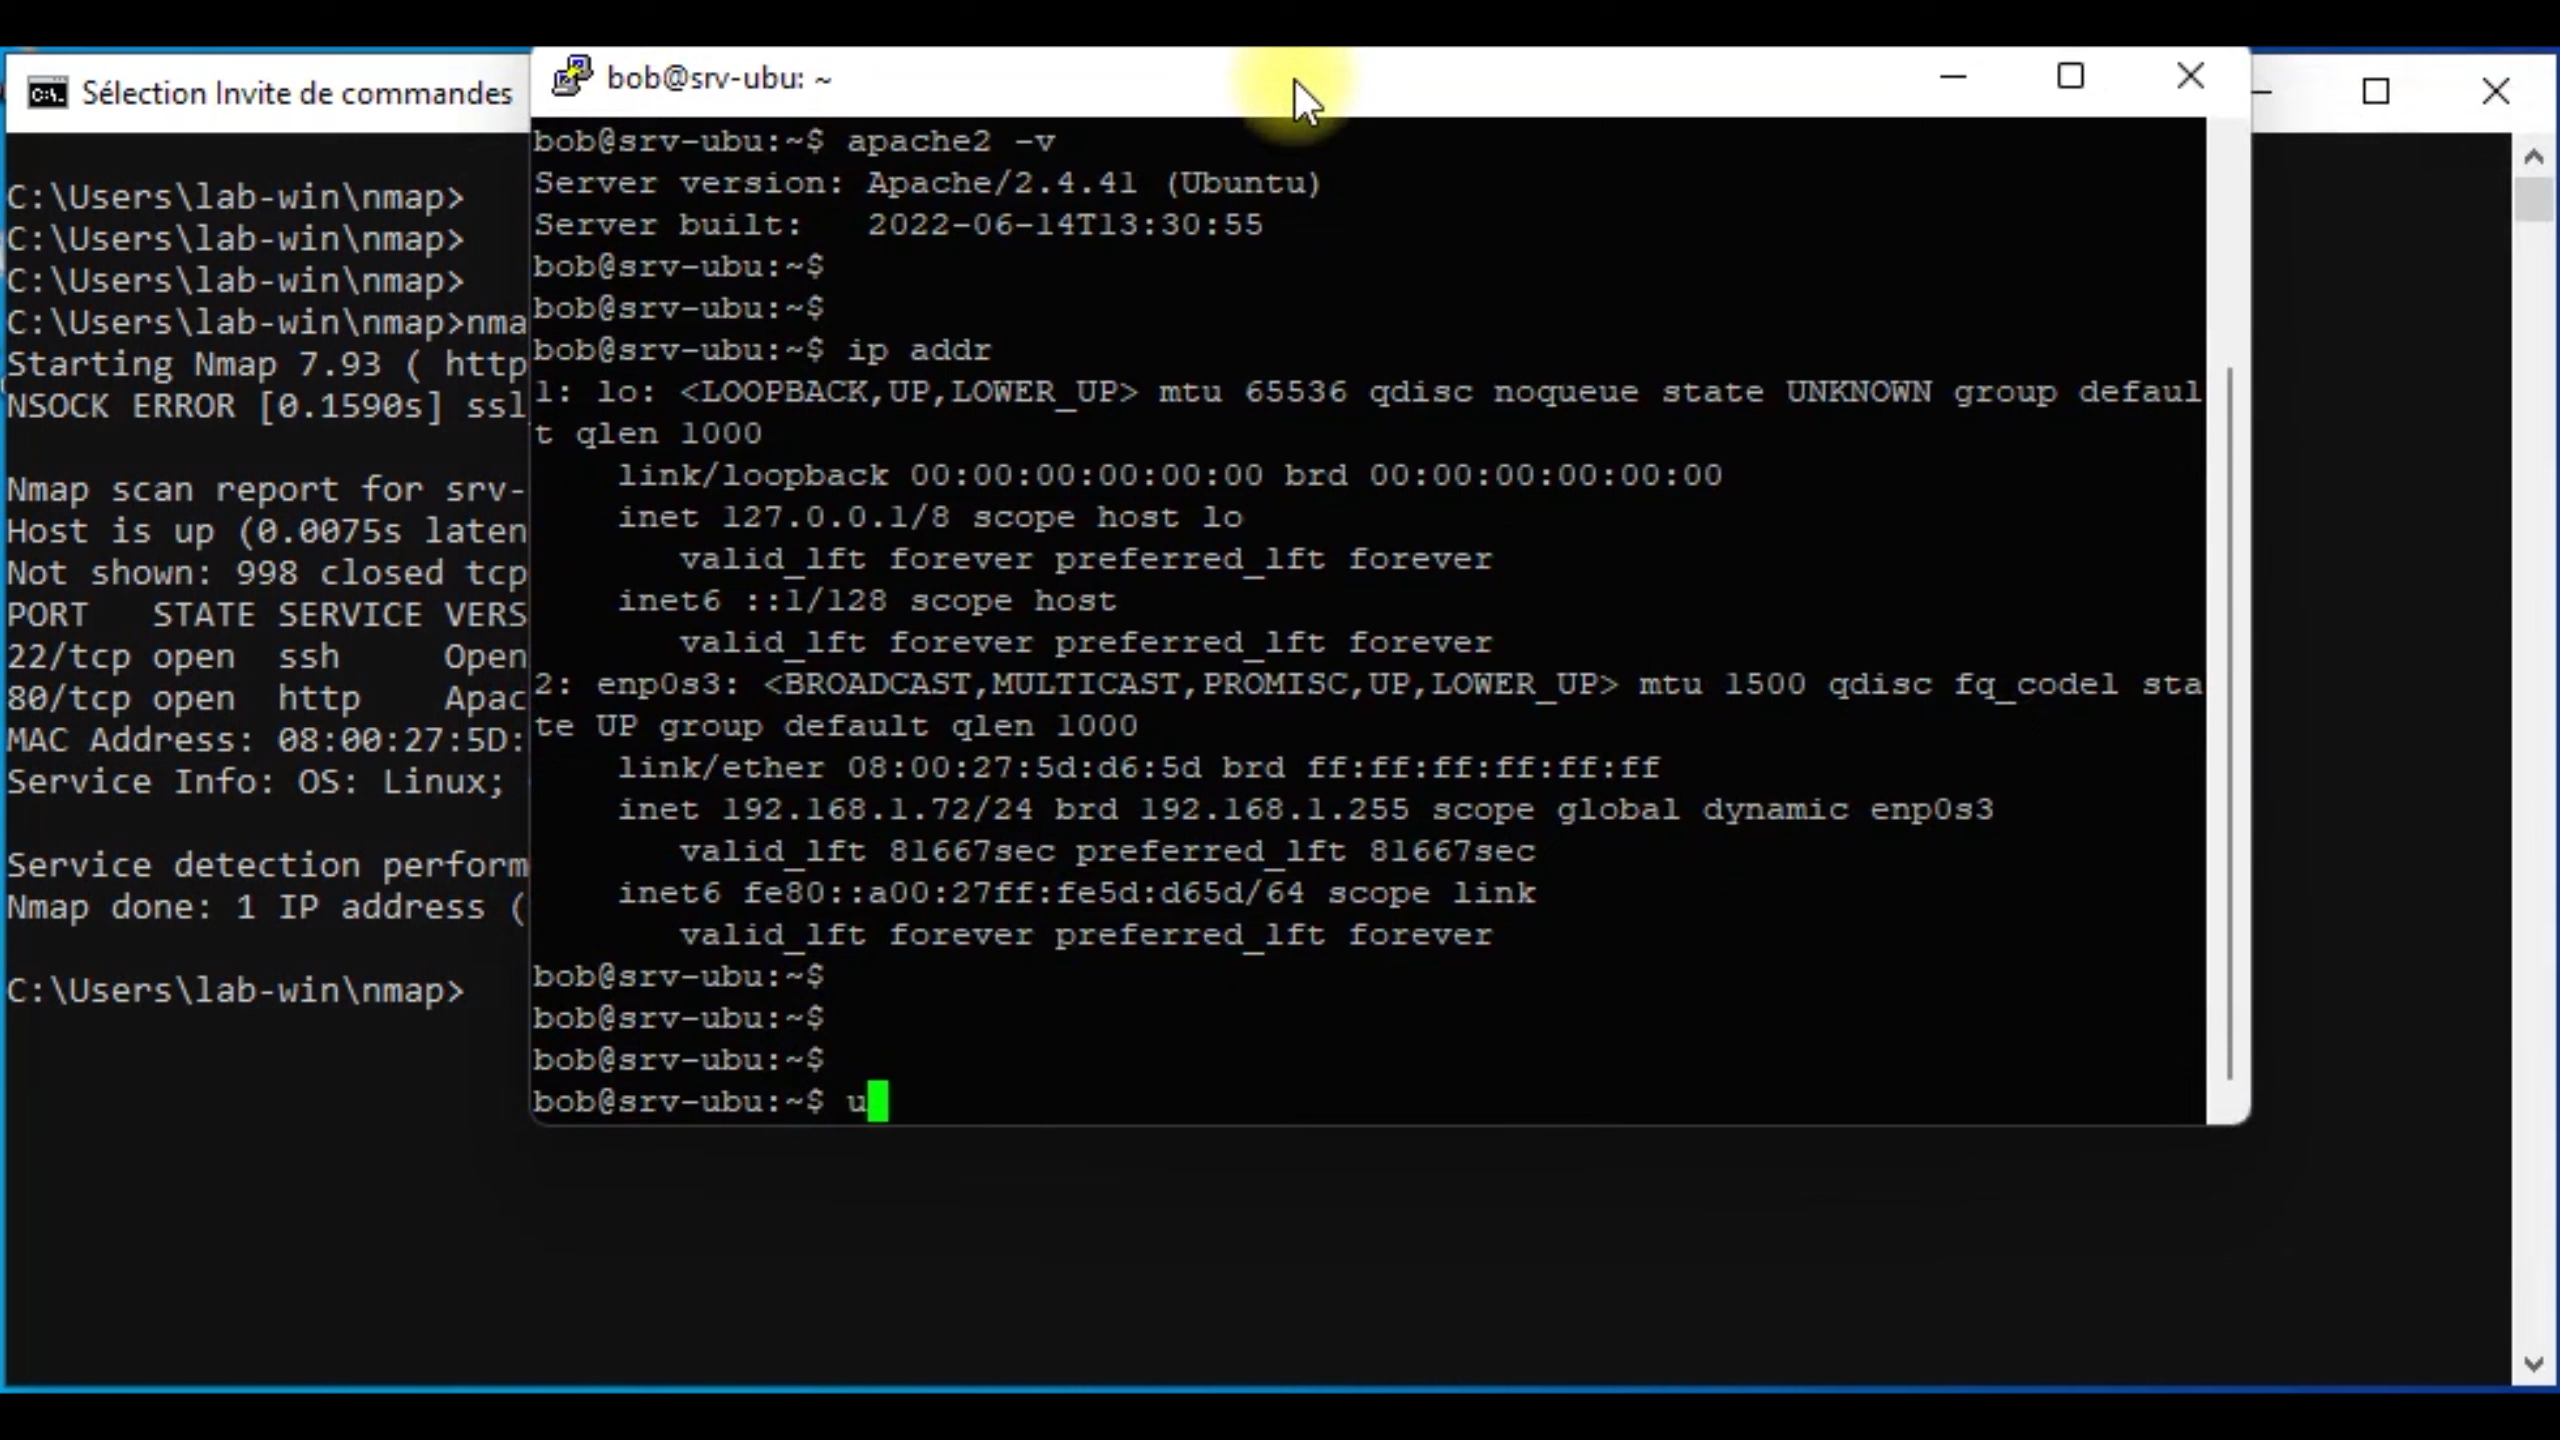 Sélection Invite de commandes
C:\Users\lab-win\nmap>
C:\Users\lab-win\nmap>
C:\Users\lab-win\nmap>
C:\Users\lab-win\nmap>nma
Starting Nmap 7.93 ( http
NSOCK ERROR [0.1590s] ssl
Nmap scan report for srv-
Host is up (0.0075s laten
Not shown: 998 closed tcp
PORT   STATE SERVICE VERS
22/tcp open  ssh     Open
80/tcp open  http    Apac
MAC Address: 08:00:27:5D:
Service Info: OS: Linux;
Service detection perform
Nmap done: 1 IP address (
C:\Users\lab-win\nmap>
bob@srv-ubu: ~
bob@srv-ubu:~$ apache2 -v
Server version: Apache/2.4.41 (Ubuntu)
Server built:   2022-06-14T13:30:55
bob@srv-ubu:~$
bob@srv-ubu:~$
bob@srv-ubu:~$ ip addr
1: lo: <LOOPBACK,UP,LOWER_UP> mtu 65536 qdisc noqueue state UNKNOWN group defaul
t qlen 1000
    link/loopback 00:00:00:00:00:00 brd 00:00:00:00:00:00
    inet 127.0.0.1/8 scope host lo
       valid_lft forever preferred_lft forever
    inet6 ::1/128 scope host
       valid_lft forever preferred_lft forever
2: enp0s3: <BROADCAST,MULTICAST,PROMISC,UP,LOWER_UP> mtu 1500 qdisc fq_codel sta
te UP group default qlen 1000
    link/ether 08:00:27:5d:d6:5d brd ff:ff:ff:ff:ff:ff
    inet 192.168.1.72/24 brd 192.168.1.255 scope global dynamic enp0s3
       valid_lft 81667sec preferred_lft 81667sec
    inet6 fe80::a00:27ff:fe5d:d65d/64 scope link
       valid_lft forever preferred_lft forever
bob@srv-ubu:~$
bob@srv-ubu:~$
bob@srv-ubu:~$
bob@srv-ubu:~$ u